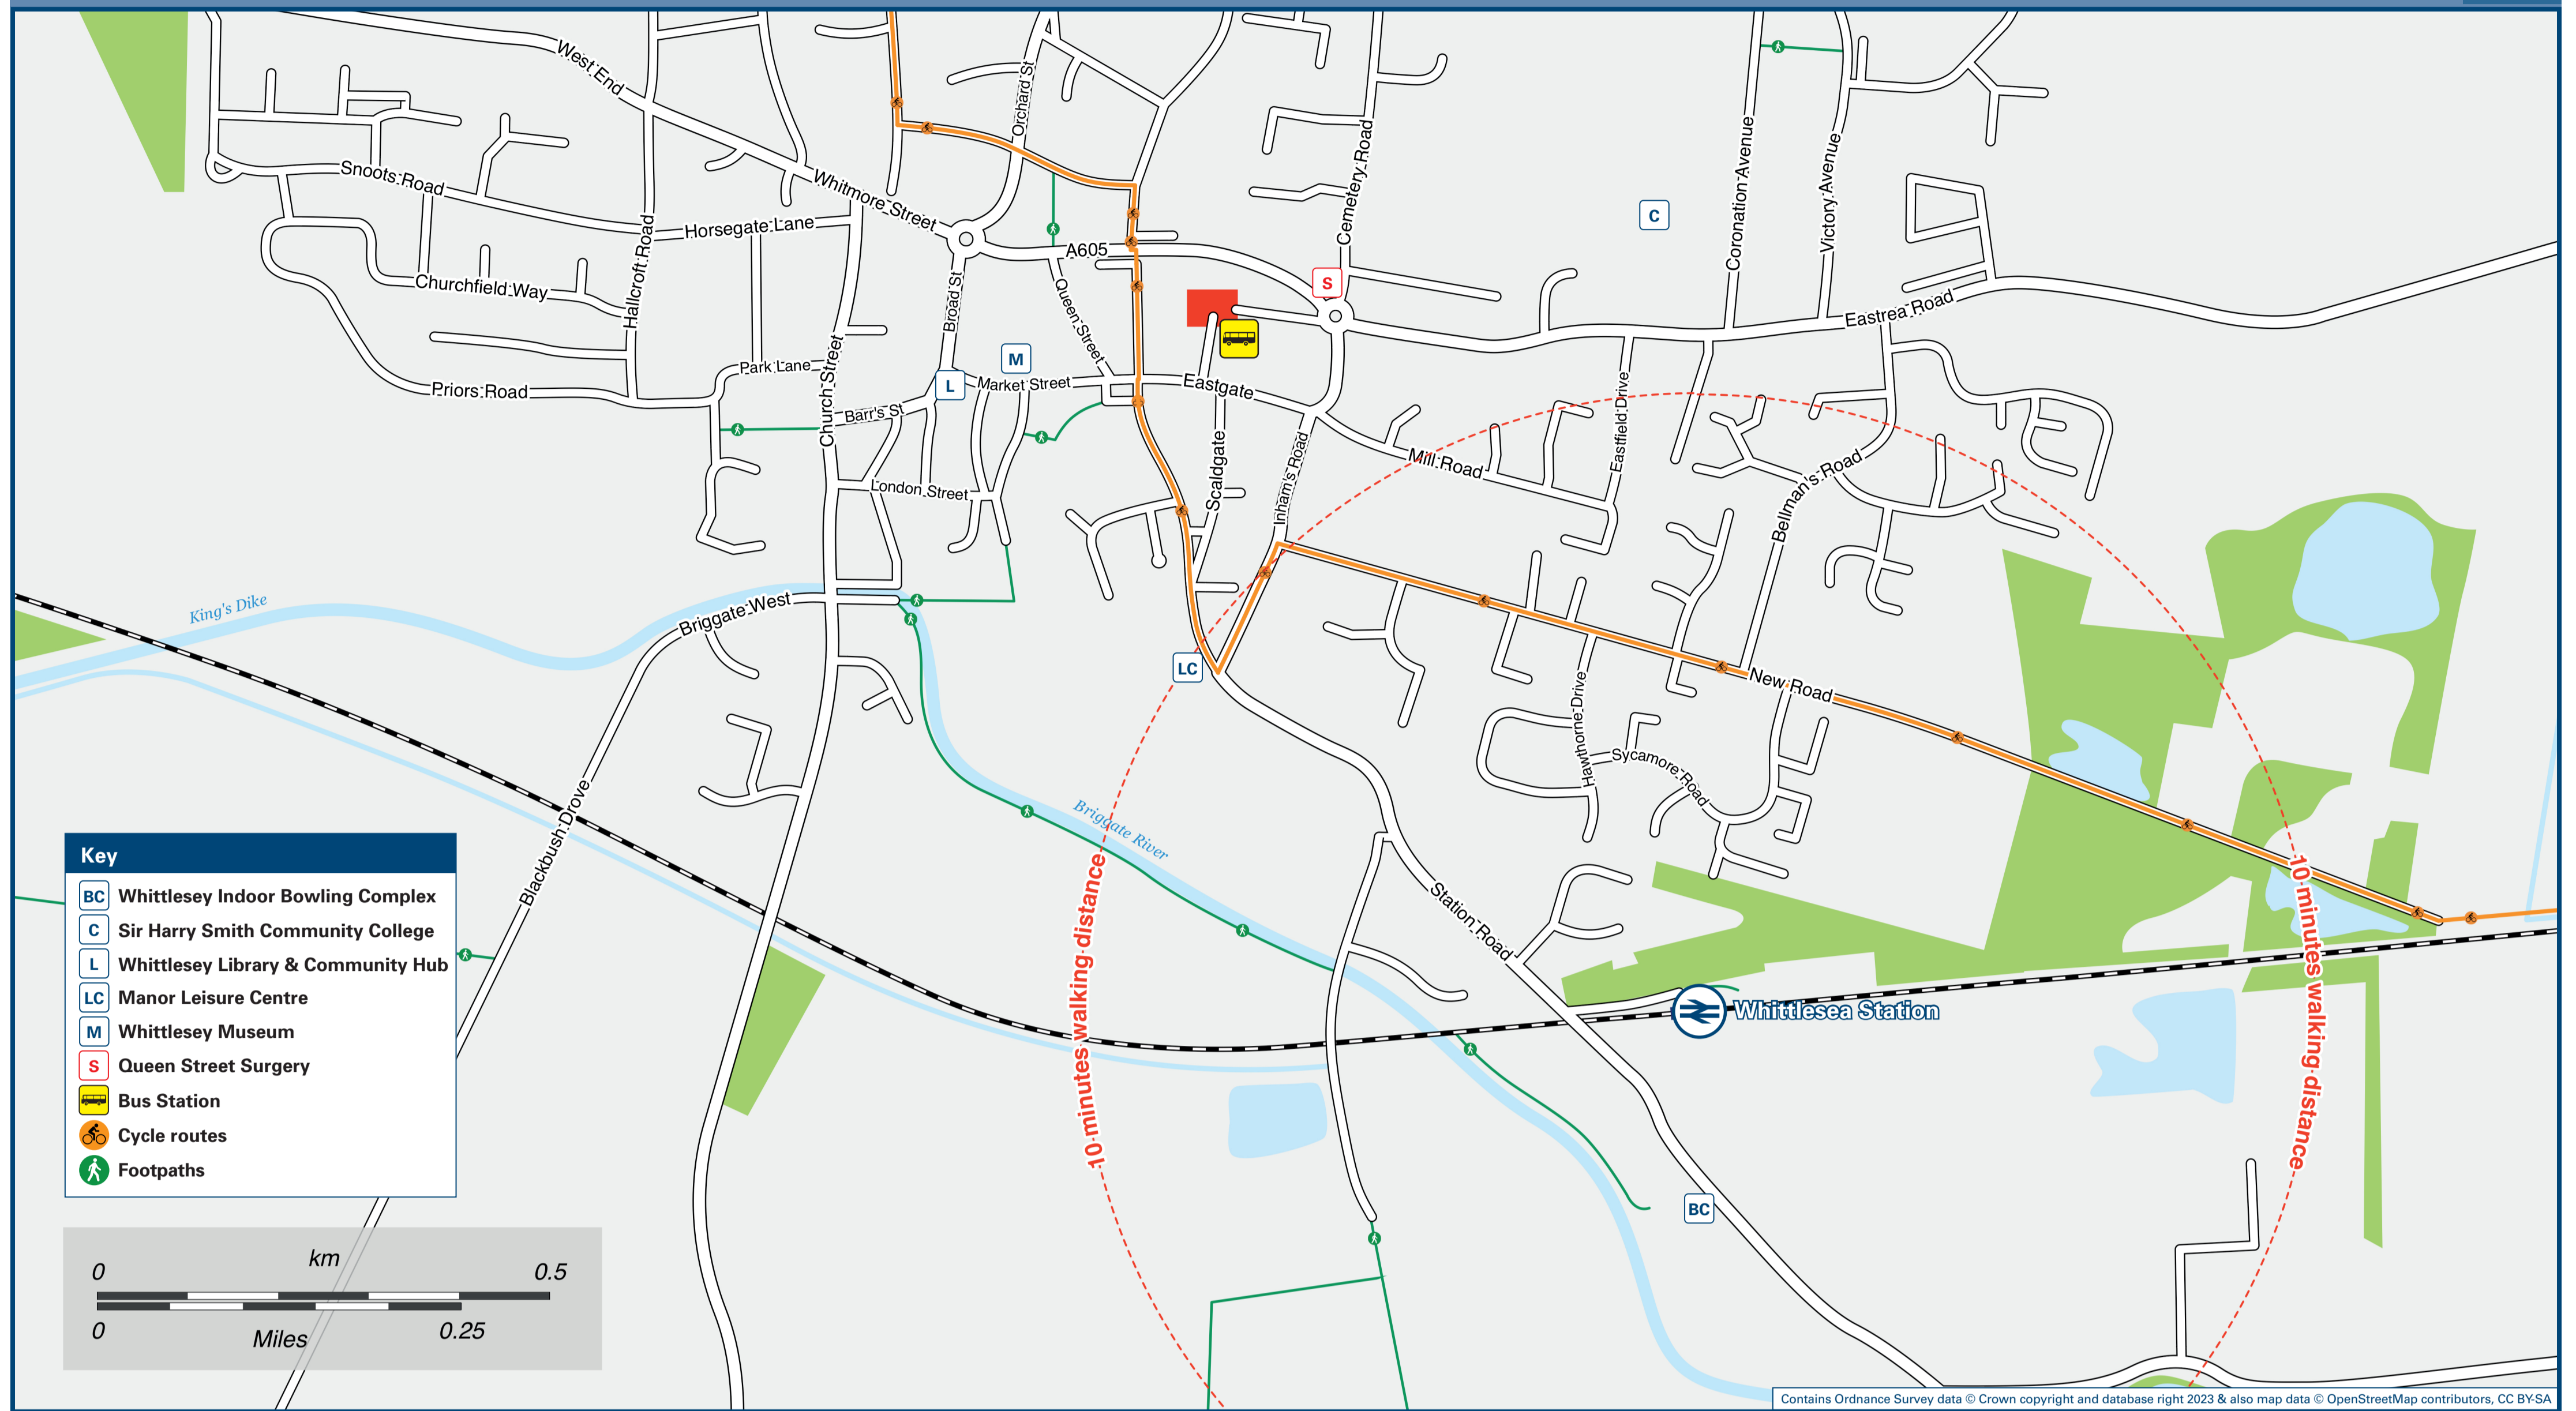 West End
Orchard St
Cemetery Road
Coronation Avenue
Victory Avenue
Snoots Road
Whitmore Street
Horsegate Lane
Hallcroft Road
C
A605
S
Churchfield Way
Broad St
Queen Street
Eastrea Road
Church Street
M
Park Lane
L
Market Street
Eastgate
Priors Road
Barr's St
Eastfield Drive
Scaldgate
Inham's Road
Mill Road
Bellman's Road
London Street
King's Dike
Briggate West
LC
New Road
Hawthorne Drive
Sycamore Road
Blackbush Drove
Briggate River
10 minutes walking distance
10 minutes walking distance
Station Road
Whittlesea Station
BC
Key
BC Whittlesey Indoor Bowling Complex
C Sir Harry Smith Community College
L Whittlesey Library & Community Hub
LC Manor Leisure Centre
M Whittlesey Museum
S Queen Street Surgery
Bus Station
Cycle routes
Footpaths
km
0 0.5
0 0.25
Miles
Contains Ordnance Survey data © Crown copyright and database right 2023 & also map data © OpenStreetMap contributors, CC BY-SA